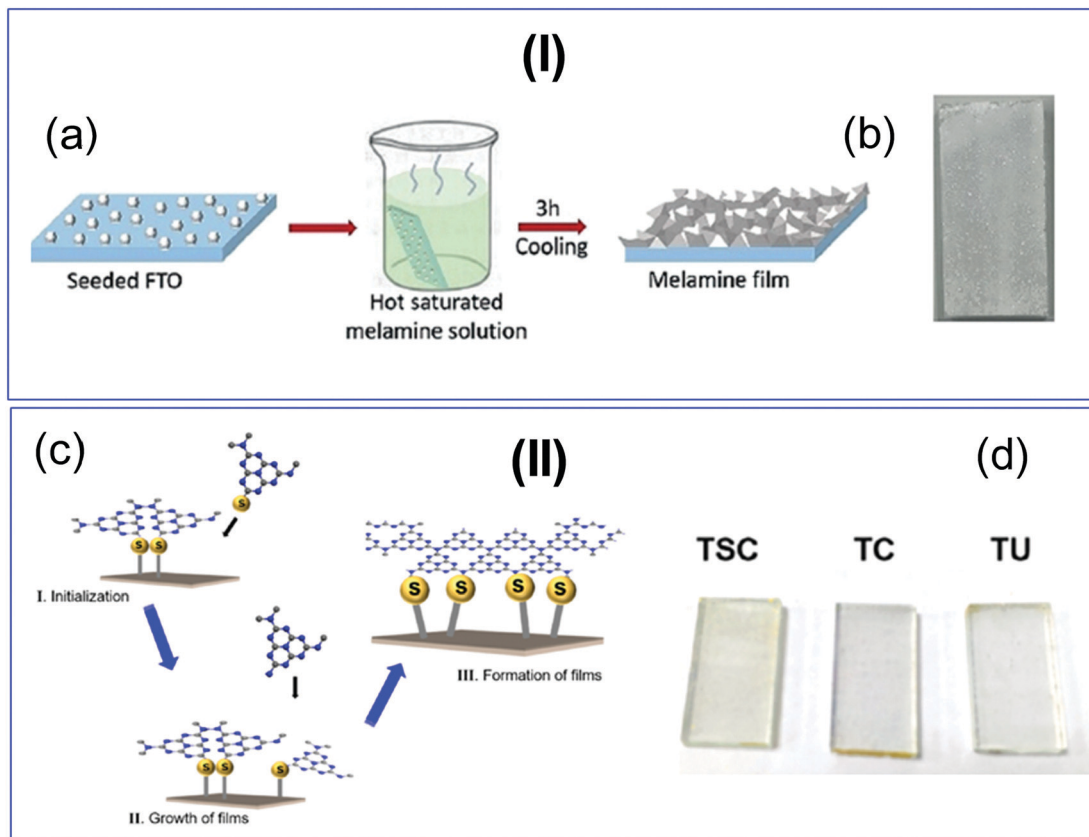 (I)
(a)
(b)
3h
Cooling
Seeded FTO
Hot saturated
melamine solution
Melamine film
(c)
(II)
(d)
S
S S
I. Initialization
TSC TC TU
S S S S
III. Formation of films
S S S
II. Growth of films